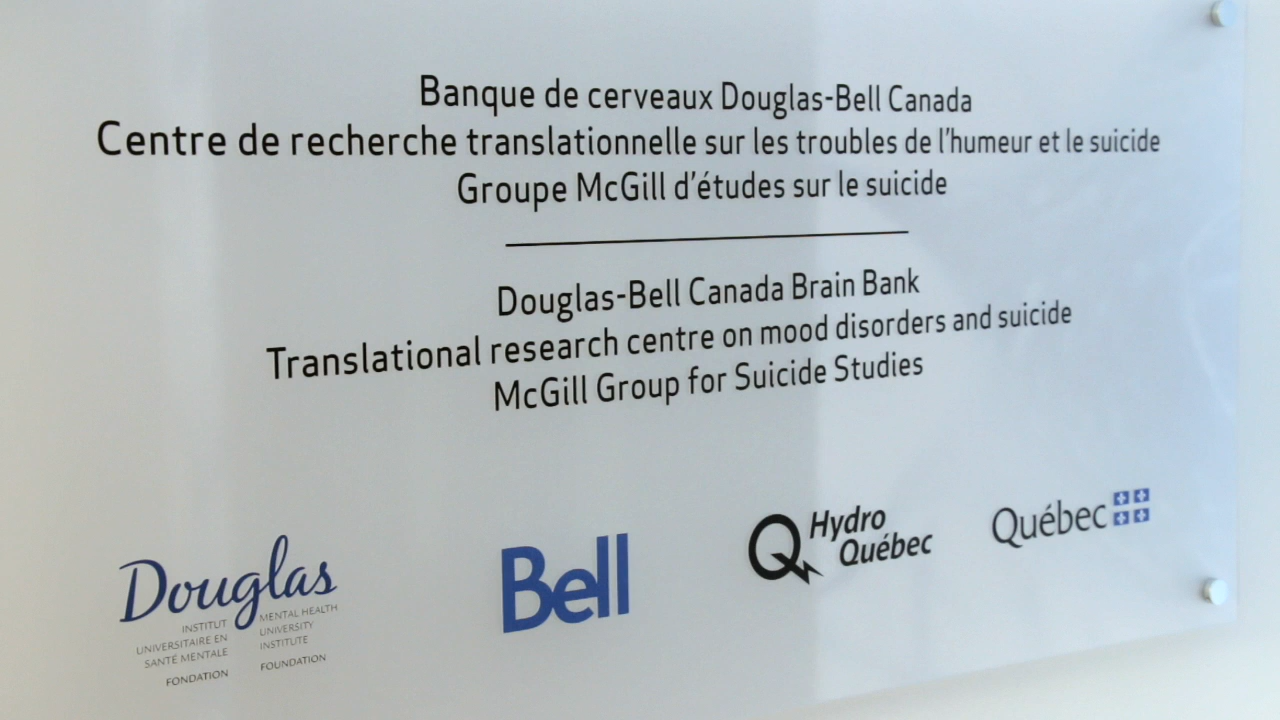 Banque de cerveaux Douglas-Bell Canada
Centre de recherche translationnelle sur les troubles de l'humeur et le suicide
Groupe McGill d'études sur le suicide
Douglas-Bell Canada Brain Bank
Translational research centre on mood disorders and suicide
McGill Group for Suicide Studies
Douglas
INSTITUT
UNIVERSITAIRE EN
SANTÉ MENTALE
FONDATION
MENTAL HEALTH
UNIVERSITY
INSTITUTE
FOUNDATION
Bell
Hydro
Québec
Québec